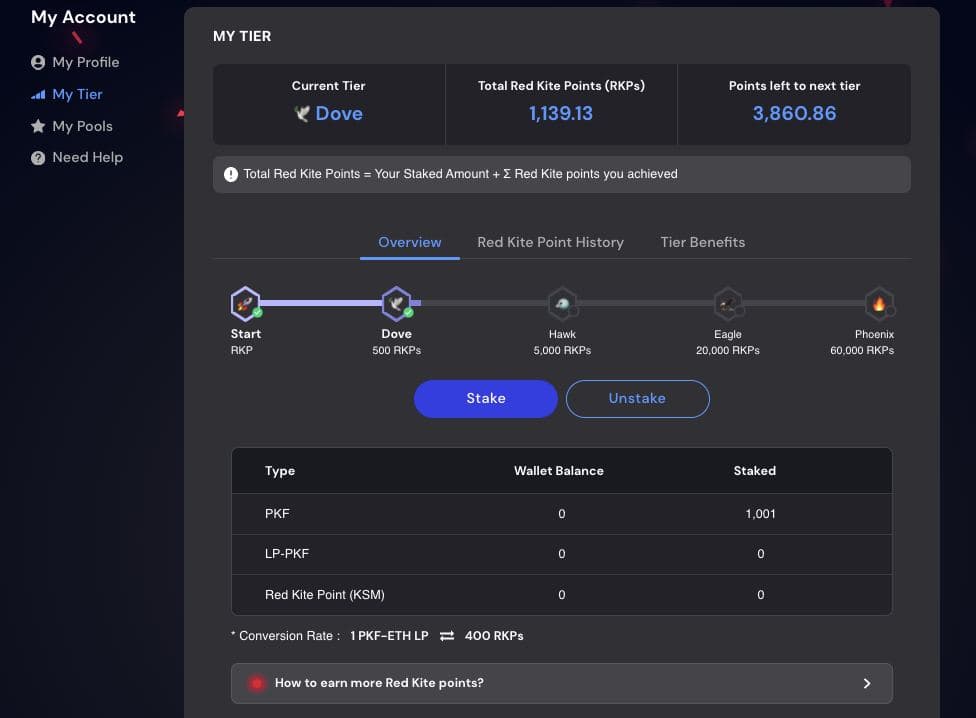 My Account
My Profile
My Tier
My Pools
Need Help
MY TIER
Current Tier
Dove
Total Red Kite Points (RKPs)
1,139.13
Points left to next tier
3,860.86
Total Red Kite Points = Your Staked Amount + Σ Red Kite points you achieved
Overview
Red Kite Point History
Tier Benefits
Start
RKP
Dove
500 RKPs
Hawk
5,000 RKPs
Eagle
20,000 RKPs
Phoenix
60,000 RKPs
Stake
Unstake
Type Wallet Balance Staked
PKF 0 1,001
LP-PKF 0 0
Red Kite Point (KSM) 0 0
* Conversion Rate : 1 PKF-ETH LP ⇄ 400 RKPs
How to earn more Red Kite points?